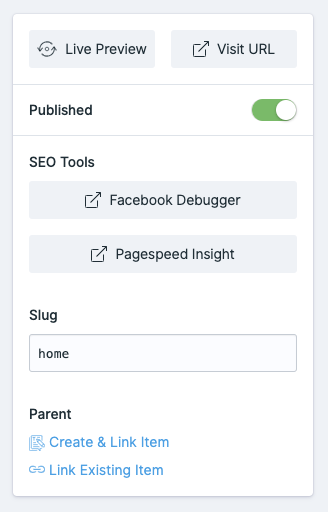 Live Preview
Visit URL
Published
SEO Tools
Facebook Debugger
Pagespeed Insight
Slug
home
Parent
Create & Link Item
Link Existing Item